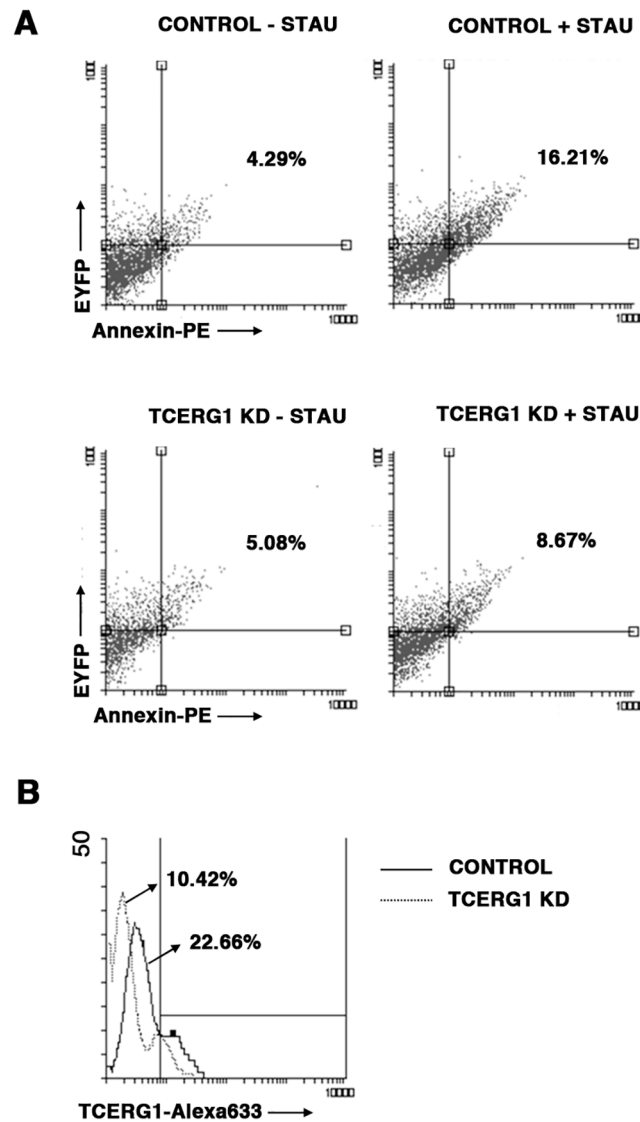 A
CONTROL - STAU
CONTROL + STAU
4.29%
16.21%
EYFP
EYFP
Annexin-PE
TCERG1 KD - STAU
TCERG1 KD + STAU
5.08%
8.67%
Annexin-PE
B
50
10.42%
22.66%
CONTROL
TCERG1 KD
TCERG1-Alexa633